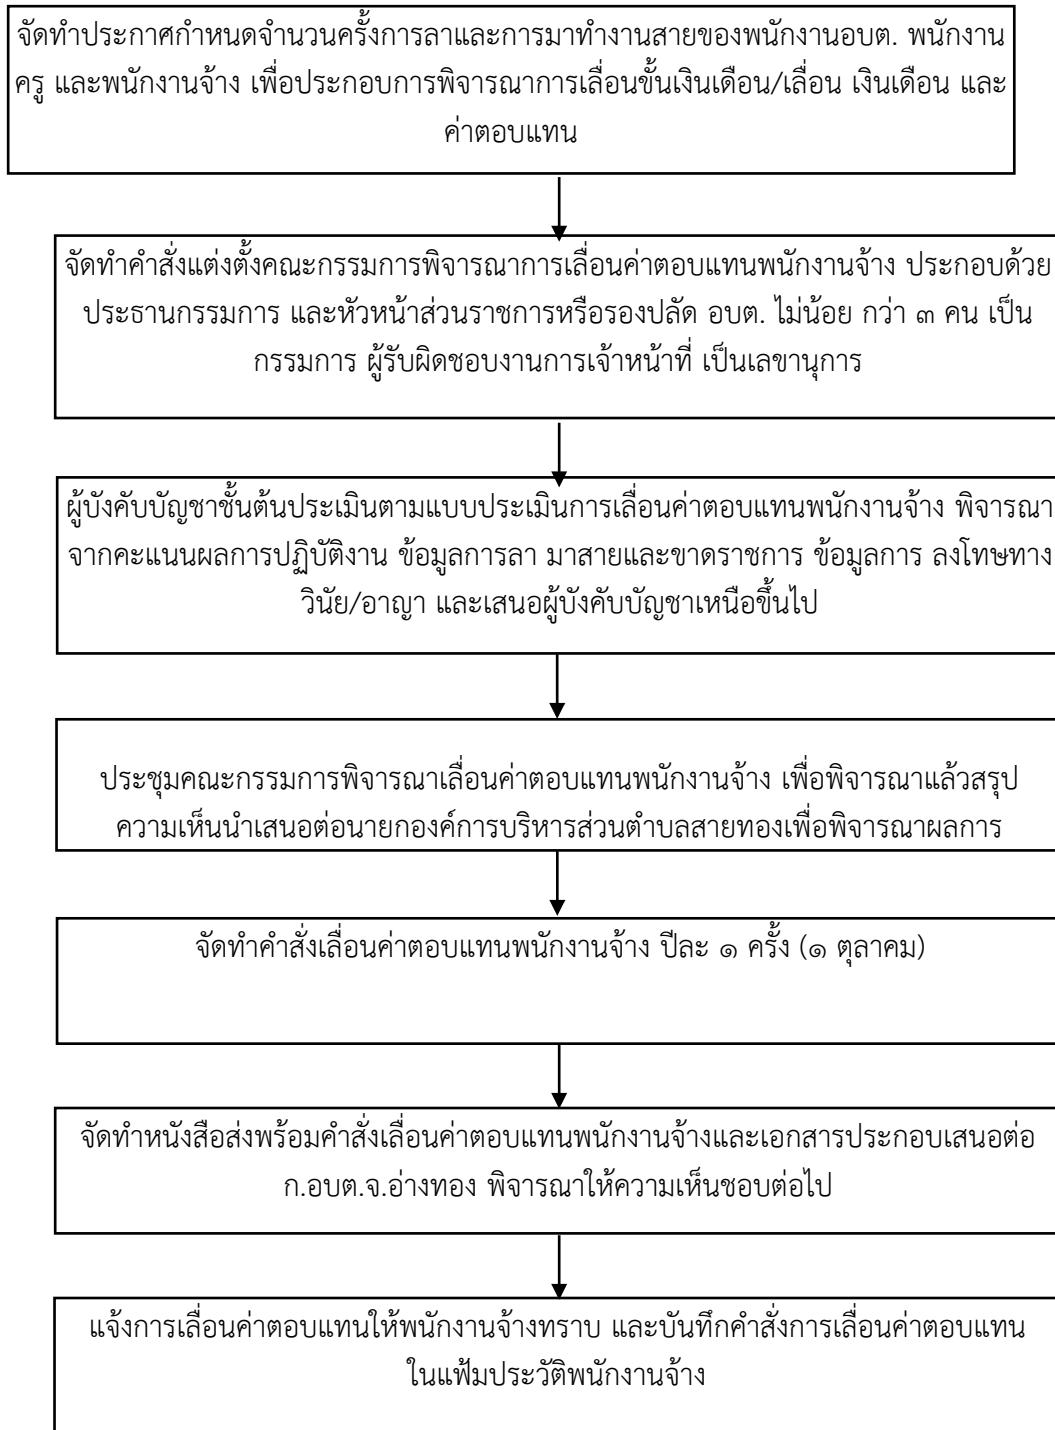 จัดทำประกาศกำหนดจำนวนครั้งการลาและการมาทำงานสายของพนักงานอบต. พนักงาน
ครู และพนักงานจ้าง เพื่อประกอบการพิจารณาการเลื่อนขั้นเงินเดือน/เลื่อน เงินเดือน และ
ค่าตอบแทน
จัดทำคำสั่งแต่งตั้งคณะกรรมการพิจารณาการเลื่อนค่าตอบแทนพนักงานจ้าง ประกอบด้วย
ประธานกรรมการ และหัวหน้าส่วนราชการหรือรองปลัด อบต. ไม่น้อย กว่า ๓ คน เป็น
กรรมการ ผู้รับผิดชอบงานการเจ้าหน้าที่ เป็นเลขานุการ
ผู้บังคับบัญชาชั้นต้นประเมินตามแบบประเมินการเลื่อนค่าตอบแทนพนักงานจ้าง พิจารณา
จากคะแนนผลการปฏิบัติงาน ข้อมูลการลา มาสายและขาดราชการ ข้อมูลการ ลงโทษทาง
วินัย/อาญา และเสนอผู้บังคับบัญชาเหนือขึ้นไป
ประชุมคณะกรรมการพิจารณาเลื่อนค่าตอบแทนพนักงานจ้าง เพื่อพิจารณาแล้วสรุป
ความเห็นนำเสนอต่อนายกองค์การบริหารส่วนตำบลสายทองเพื่อพิจารณาผลการ
จัดทำคำสั่งเลื่อนค่าตอบแทนพนักงานจ้าง ปีละ ๑ ครั้ง (๑ ตุลาคม)
จัดทำหนังสือส่งพร้อมคำสั่งเลื่อนค่าตอบแทนพนักงานจ้างและเอกสารประกอบเสนอต่อ
ก.อบต.จ.อ่างทอง พิจารณาให้ความเห็นชอบต่อไป
แจ้งการเลื่อนค่าตอบแทนให้พนักงานจ้างทราบ และบันทึกคำสั่งการเลื่อนค่าตอบแทน
ในแฟ้มประวัติพนักงานจ้าง